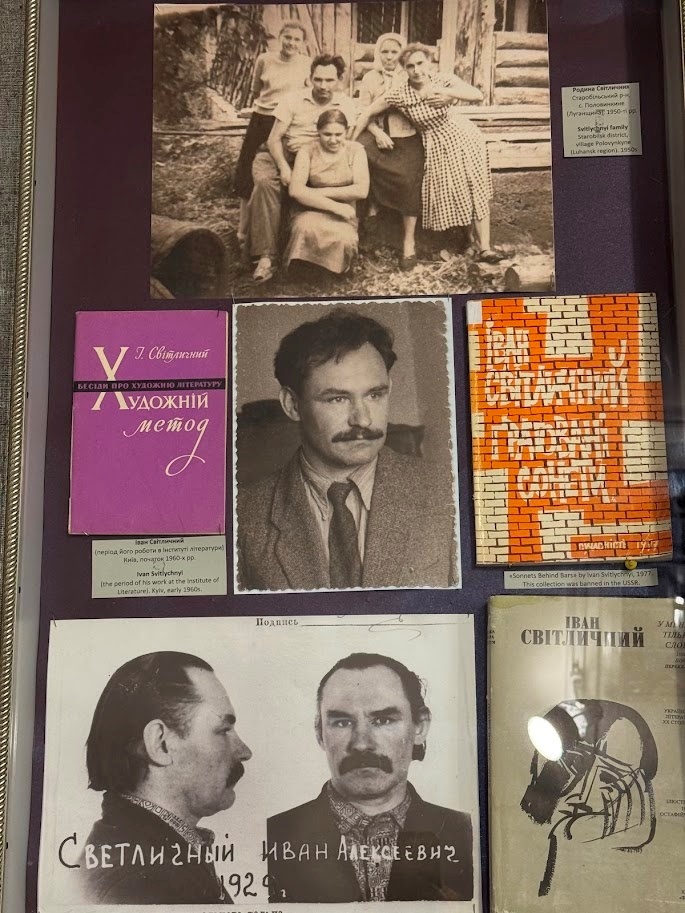 Родина Світличних
Старобільський р-н,
с. Половинкине
(Луганщина), 1950-ті рр.
Svitlychnyi family
Starobilsk district,
village Polovynkyne
(Luhansk region). 1950s
І. Світличний
БЕСІДИ ПРО ХУДОЖНЮ ЛІТЕРАТУРУ
Художній
метод
Іван Світличний
(період його роботи в Інституті літератури)
Київ, початок 1960-х рр.
Ivan Svitlychnyi
(the period of his work at the Institute of
Literature). Kyiv, early 1960s.
ІВАН
СВІТЛИЧНИЙ
ҐРАТОВАНІ
СОНЕТИ
СУЧАСНІСТЬ 1977
«Sonnets Behind Bars» by Ivan Svitlychnyi, 1977.
This collection was banned in the USSR.
Подпись
Светличный Иван Алексеевич
1929 г
ІВАН
СВІТЛИЧНИЙ
У МЕН
ТІЛЬ
СЛО